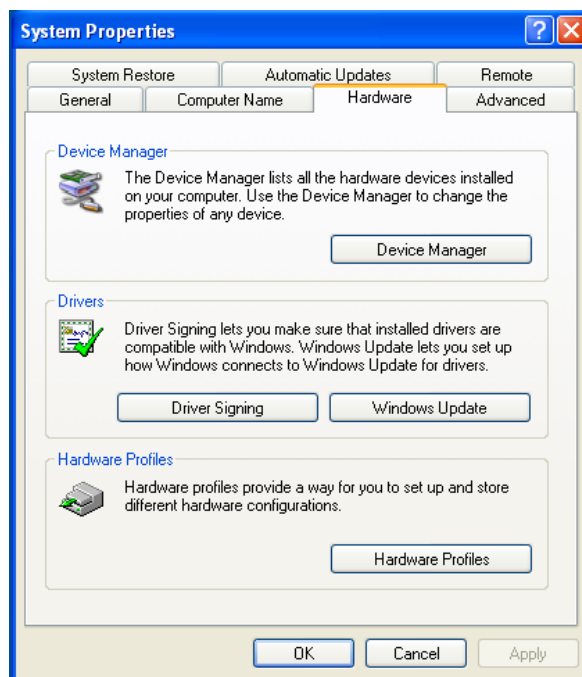 System Properties
System Restore Automatic Updates Remote
General Computer Name Hardware Advanced
Device Manager
The Device Manager lists all the hardware devices installed
on your computer. Use the Device Manager to change the
properties of any device.
Device Manager
Drivers
Driver Signing lets you make sure that installed drivers are
compatible with Windows. Windows Update lets you set up
how Windows connects to Windows Update for drivers.
Driver Signing Windows Update
Hardware Profiles
Hardware profiles provide a way for you to set up and store
different hardware configurations.
Hardware Profiles
OK Cancel Apply